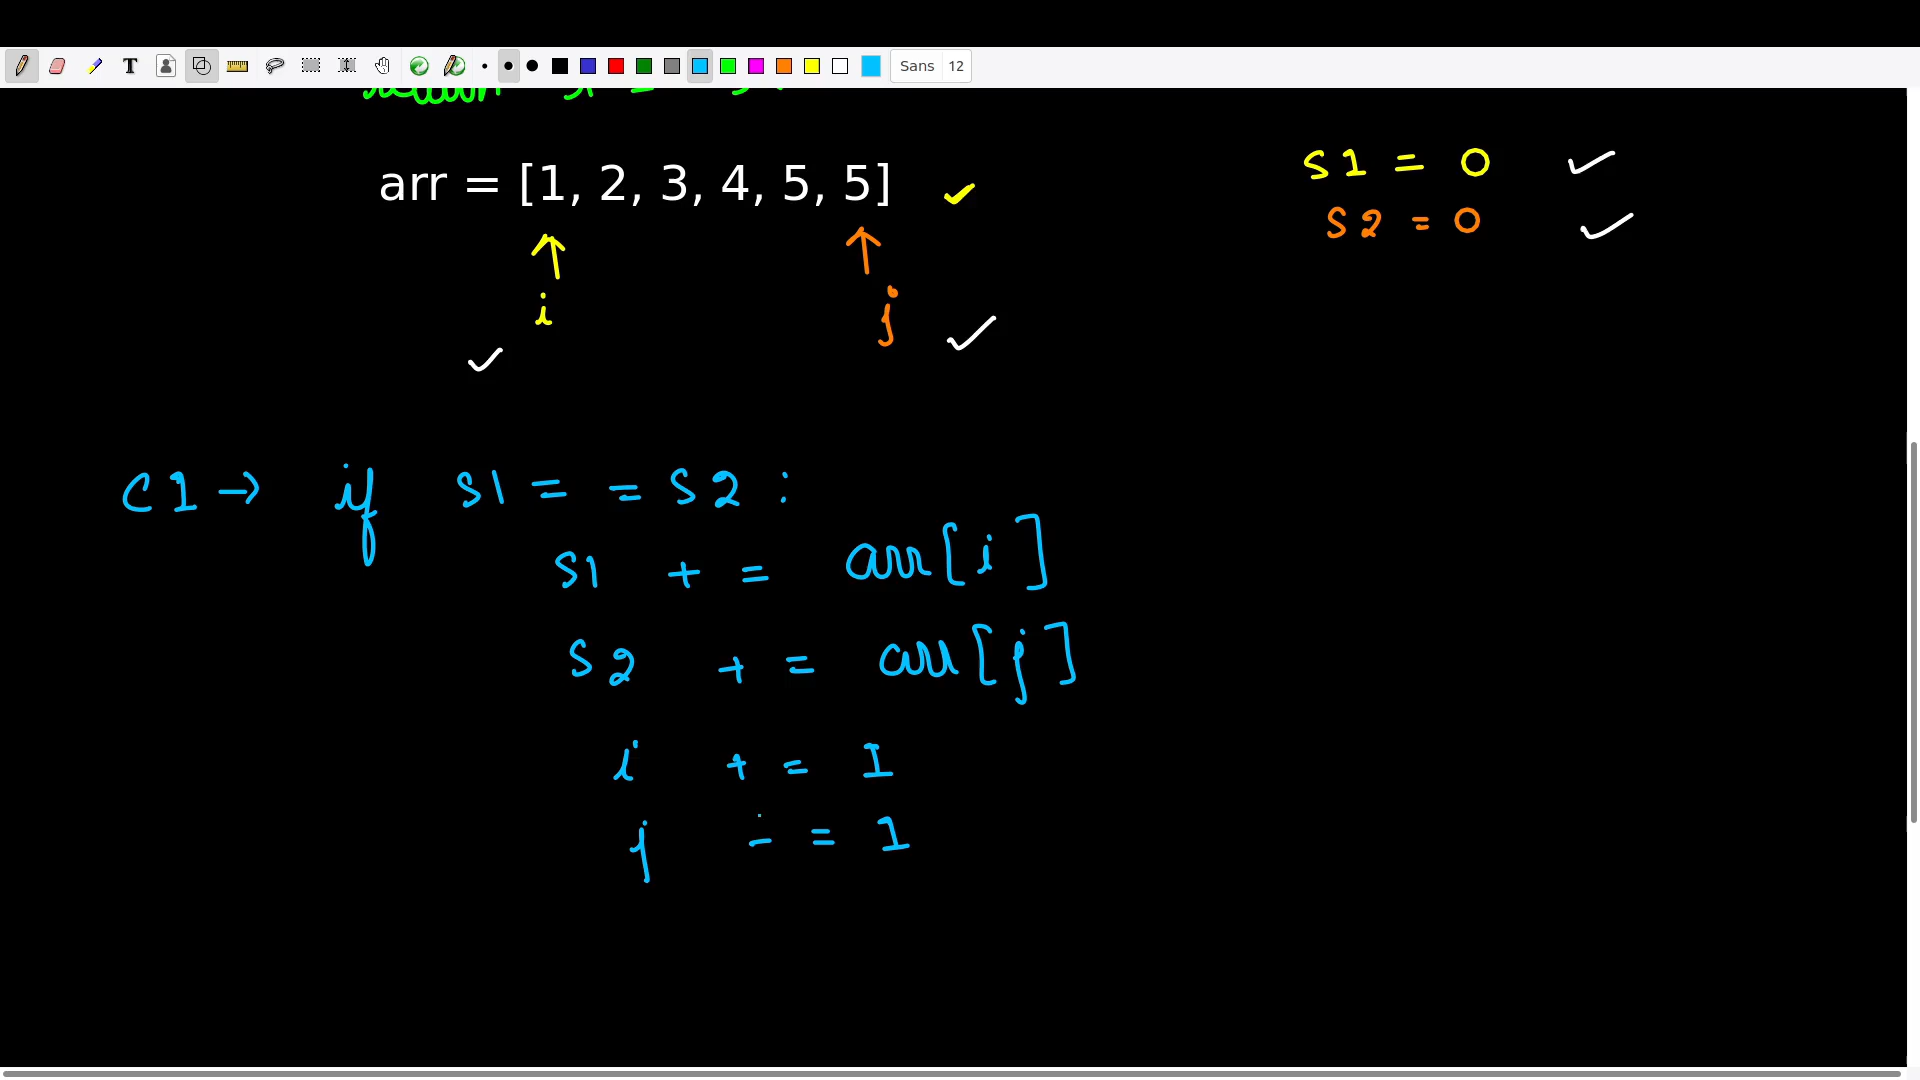 T Sans 12
arr = [1, 2, 3, 4, 5, 5]
s1 = 0
s2 = 0
i
j
C1 → if s1 = = s2 :
s1 + = arr[i]
s2 + = arr[j]
i + = 1
j - = 1